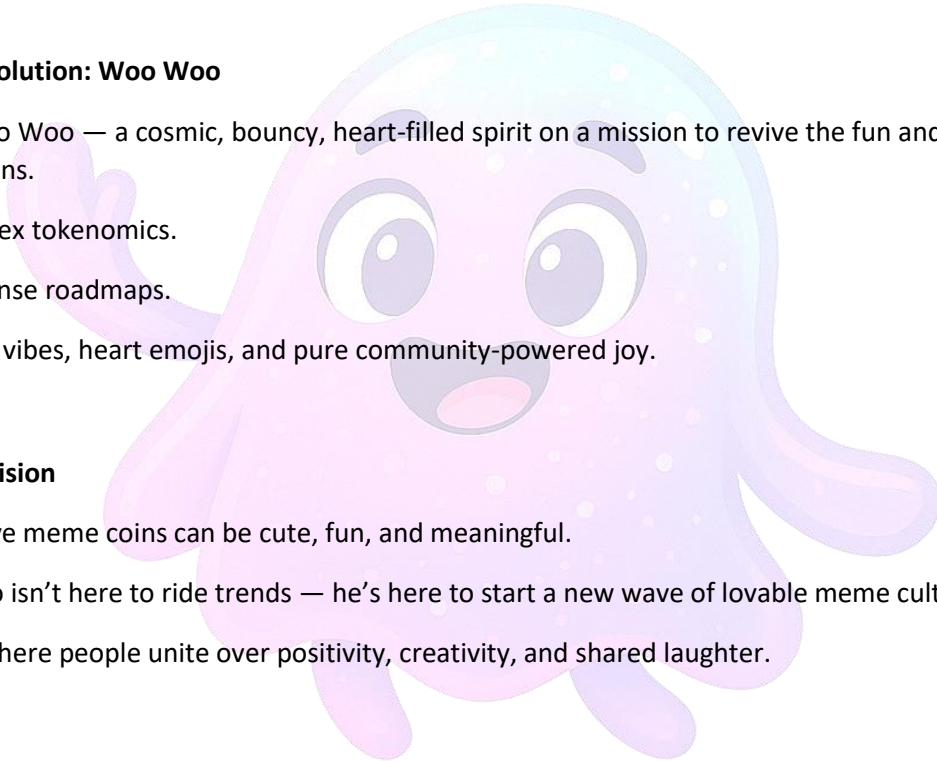 olution: Woo Woo
o Woo — a cosmic, bouncy, heart-filled spirit on a mission to revive the fun and
ns.
ex tokenomics.
nse roadmaps.
vibes, heart emojis, and pure community-powered joy.
ision
ve meme coins can be cute, fun, and meaningful.
o isn’t here to ride trends — he’s here to start a new wave of lovable meme cult
here people unite over positivity, creativity, and shared laughter.